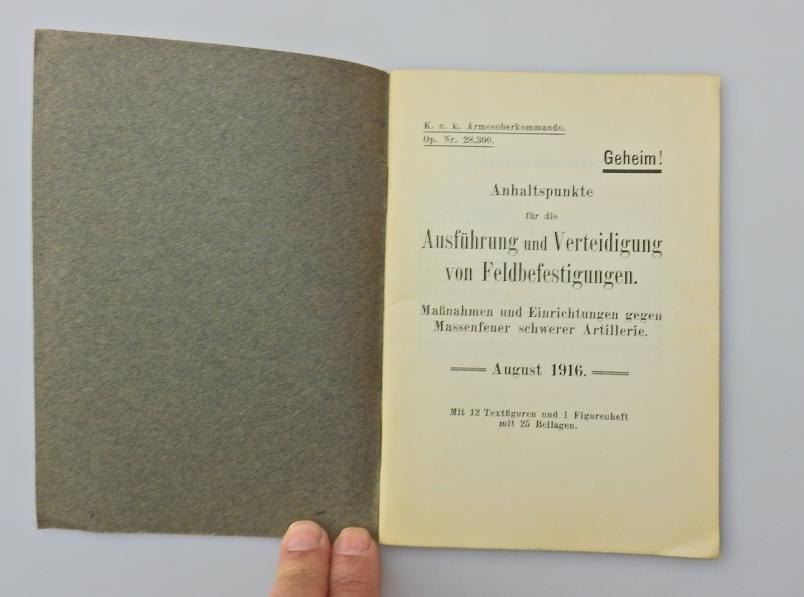 K. u. k. Armeeoberkommando.
Op. Nr. 28.300.
Geheim!
Anhaltspunkte
für die
Ausführung und Verteidigung
von Feldbefestigungen.
Maßnahmen und Einrichtungen gegen
Massenfeuer schwerer Artillerie.
August 1916.
Mit 12 Textfiguren und 1 Figurenheft
mit 25 Beilagen.